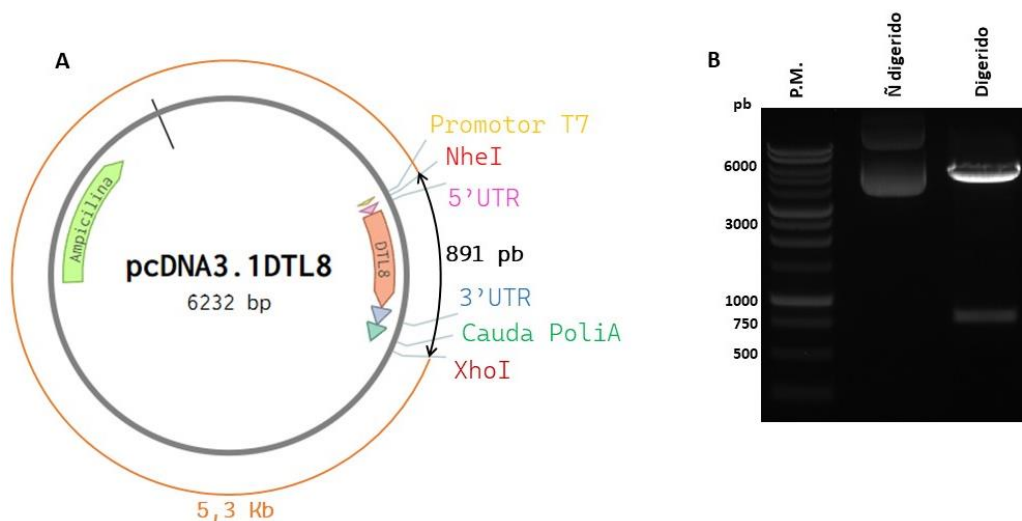 A
Promotor T7
NheI
5'UTR
Ampicilina
DTL8
pcDNA3.1DTL8
6232 bp
891 pb
3'UTR
Cauda PoliA
XhoI
5,3 Kb
B
pb
P.M.
Ñ digerido
Digerido
6000
3000
1000
750
500